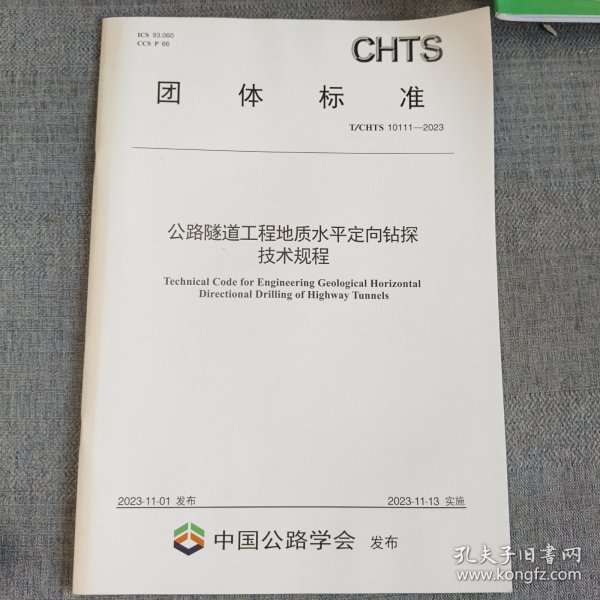 ICS 93.060
CCS P 66
CHTS
团体标准
T/CHTS 10111—2023
公路隧道工程地质水平定向钻探
技术规程
Technical Code for Engineering Geological Horizontal
Directional Drilling of Highway Tunnels
2023-11-01 发布
2023-11-13 实施
中国公路学会 发布
孔夫子旧书网
www.kongfz.com